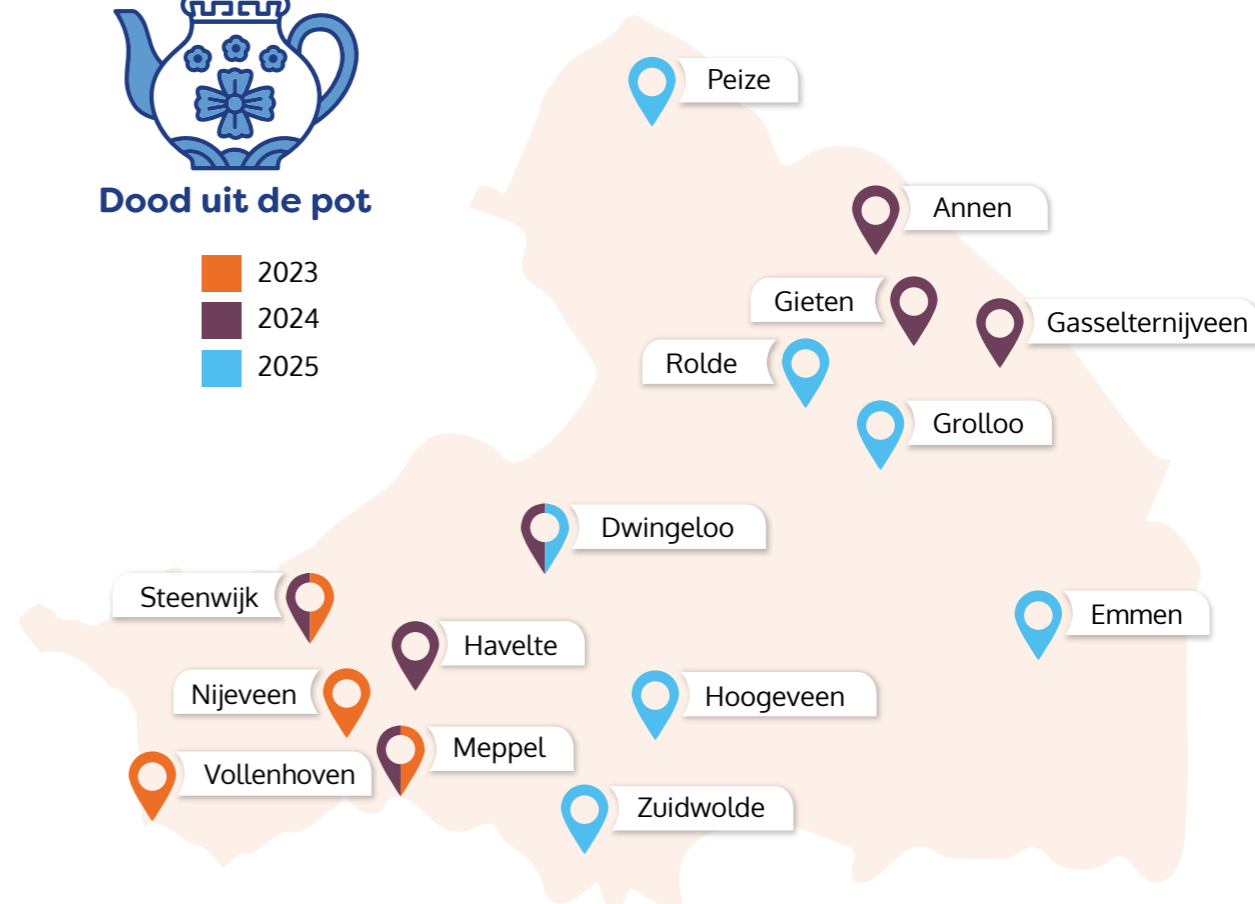 Dood uit de pot
2023
2024
2025
Peize
Annen
Gieten
Gasselternijveen
Rolde
Grolloo
Dwingeloo
Steenwijk
Emmen
Havelte
Nijeveen
Hoogeveen
Meppel
Vollenhoven
Zuidwolde